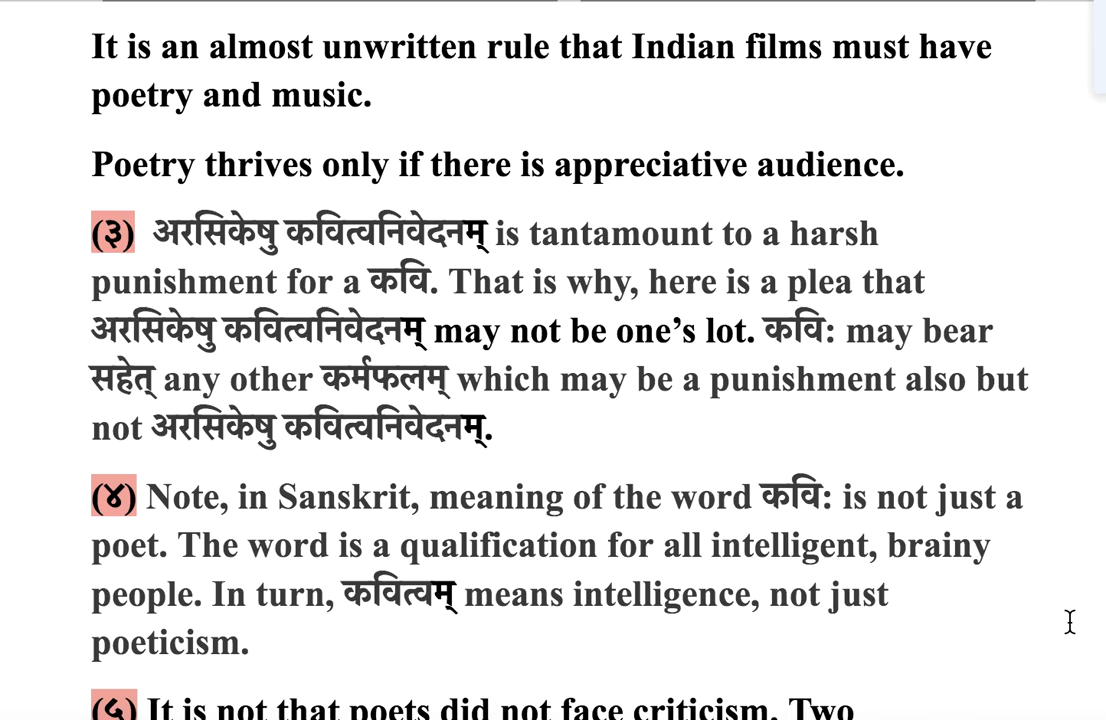 It is an almost unwritten rule that Indian films must have
poetry and music.
Poetry thrives only if there is appreciative audience.
(३) अरसिकेषु कवित्वनिवेदनम् is tantamount to a harsh
punishment for a कवि. That is why, here is a plea that
अरसिकेषु कवित्वनिवेदनम् may not be one’s lot. कवि: may bear
सहेत् any other कर्मफलम् which may be a punishment also but
not अरसिकेषु कवित्वनिवेदनम्.
(४) Note, in Sanskrit, meaning of the word कवि: is not just a
poet. The word is a qualification for all intelligent, brainy
people. In turn, कवित्वम् means intelligence, not just
poeticism.
(५) It is not that poets did not face criticism. Two